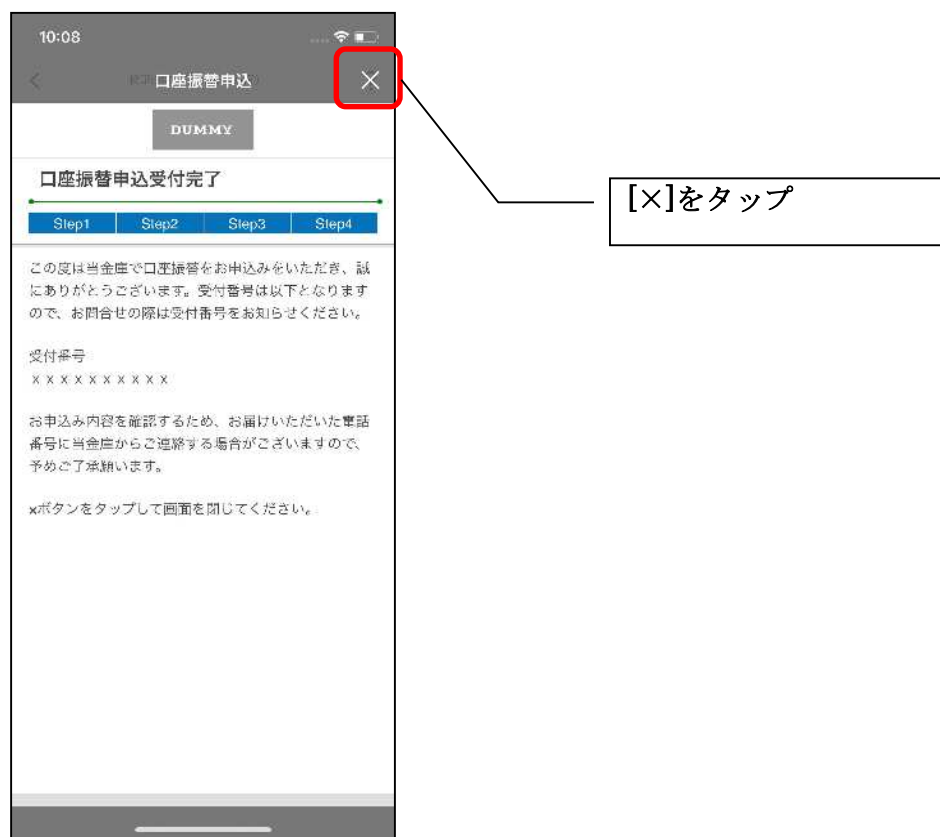 10:08
口座振替申込
DUMMY
口座振替申込受付完了
Step1 Step2 Step3 Step4
この度は当金庫で口座振替をお申込みをいただき、誠
にありがとうございます。受付番号は以下となります
ので、お問合せの際は受付番号をお知らせください。
受付番号
xxxxxxxxxx
お申込み内容を確認するため、お届けいただいた電話
番号に当金庫からご連絡する場合がございますので、
予めご了承願います。
xボタンをタップして画面を閉じてください。
[×]をタップ